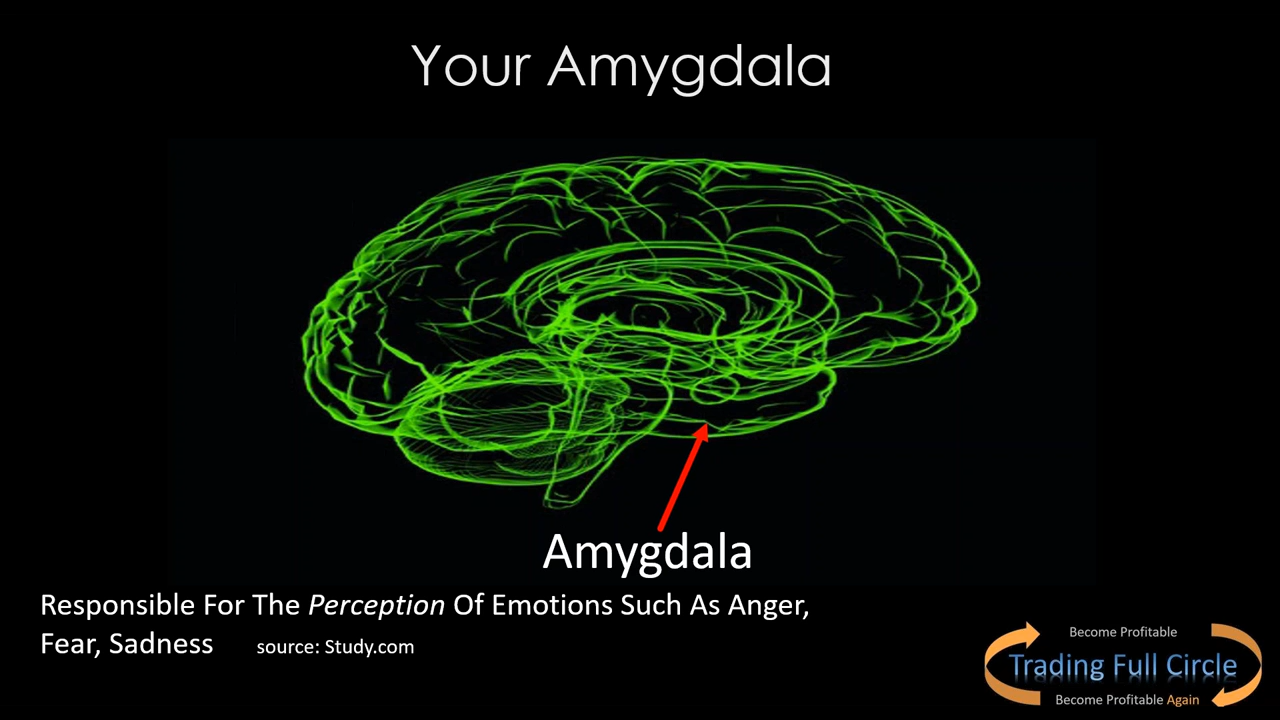 Your Amygdala
Amygdala
Responsible For The Perception Of Emotions Such As Anger,
Fear, Sadness source: Study.com
Become Profitable
Trading Full Circle
Become Profitable Again